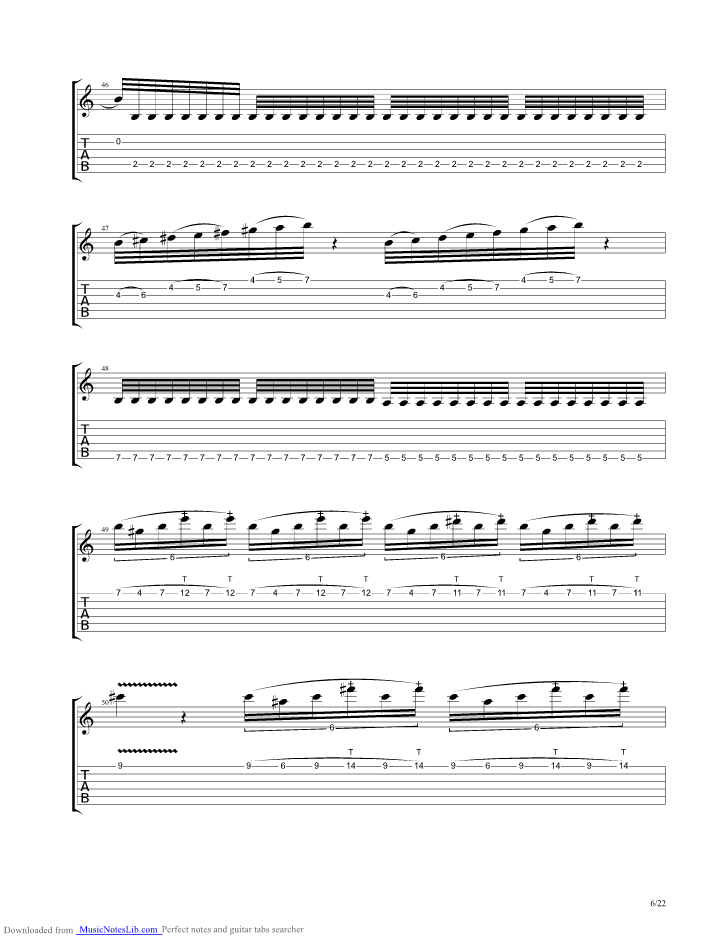 46
T
A
B
0 2 2 2 2 2 2 2 2 2 2 2 2 2 2 2 2 2 2 2 2 2 2 2 2 2 2 2 2 2 2 2
47
T
A
B
4 6 4 5 7 4 5 7 4 6 4 5 7 4 5 7
48
T
A
B
7 7 7 7 7 7 7 7 7 7 7 7 7 7 7 7 5 5 5 5 5 5 5 5 5 5 5 5 5 5 5 5
49
6 6 6 6
T T T T T T T T
7 4 7 12 7 12 7 4 7 12 7 12 7 4 7 11 7 11 7 4 7 11 7 11
T
A
B
50
6 6
T T T T
9 9 6 9 14 9 14 9 6 9 14 9 14
T
A
B
6/22
Downloaded from MusicNotesLib.com Perfect notes and guitar tabs searcher